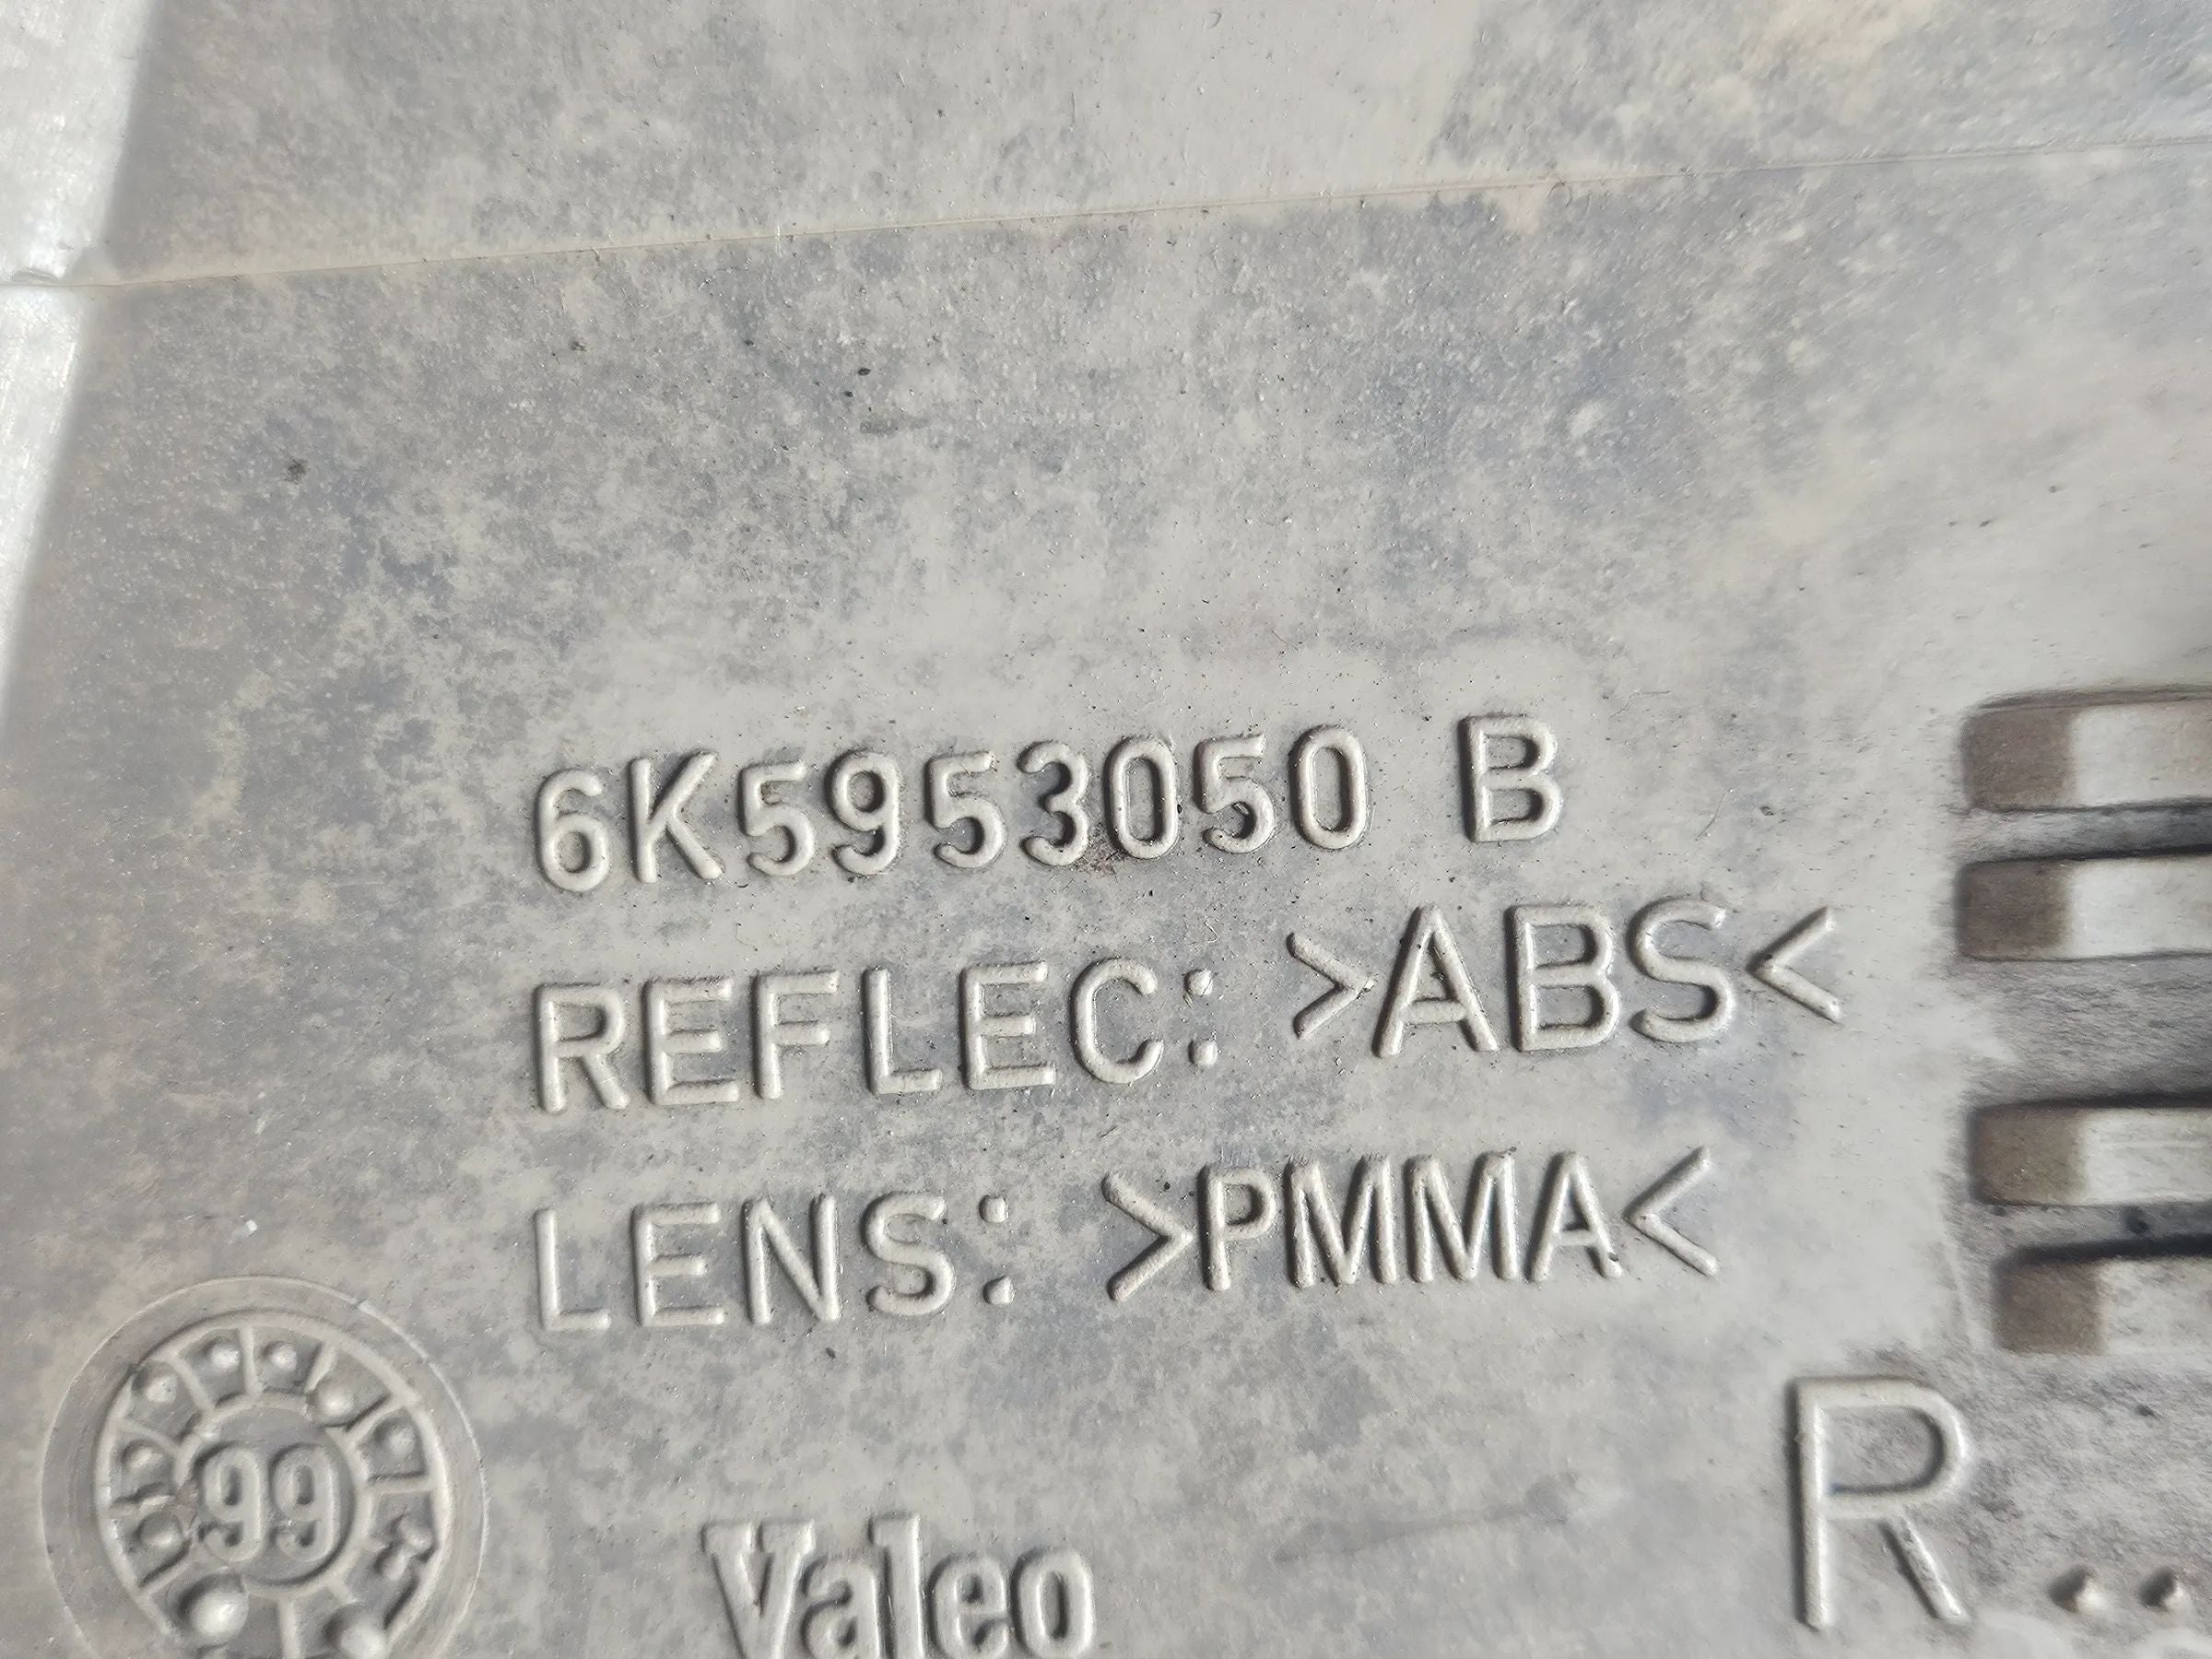 6K5953050 B
REFLEC: >ABS<
LENS: >PMMA<
99
Valeo
R..